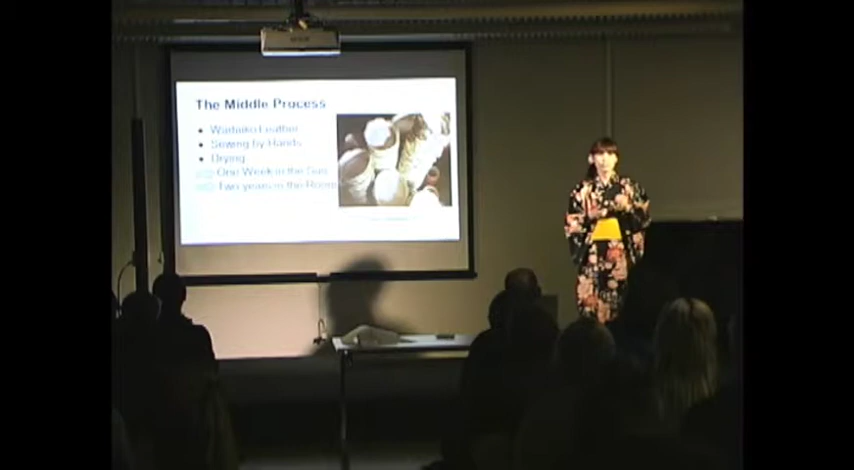 The Middle Process
Wadaiko Leather
Sewing by Hands
Drying
One Week in the Sun
Two years in the Room